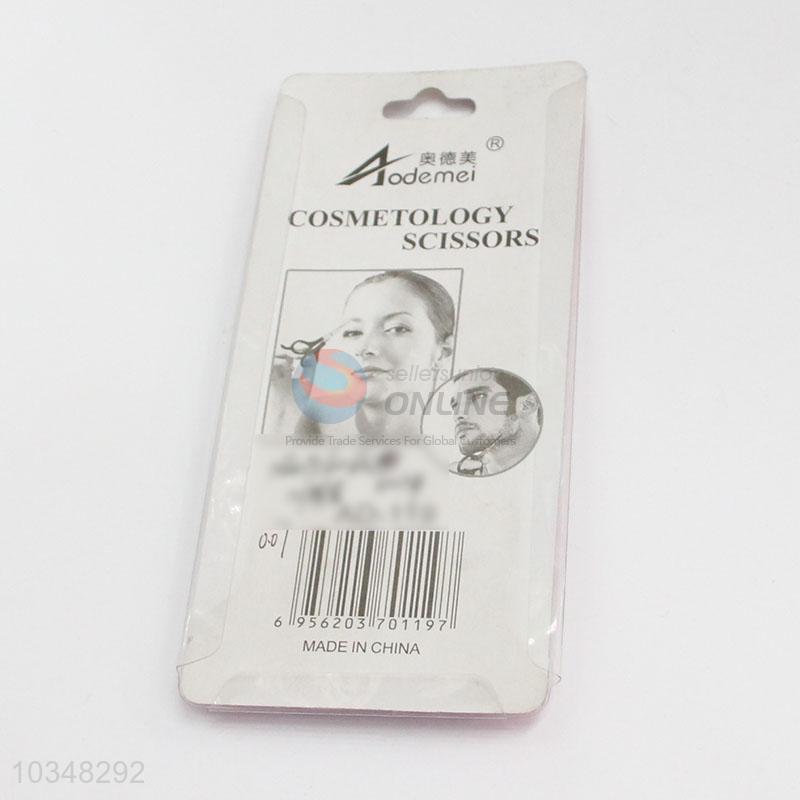 奥德美 ®
Aodemei
COSMETOLOGY
SCISSORS
sellersunion
ONLINE
Provide Trade Services For Global Customers
6 956203 701197
MADE IN CHINA
10348292